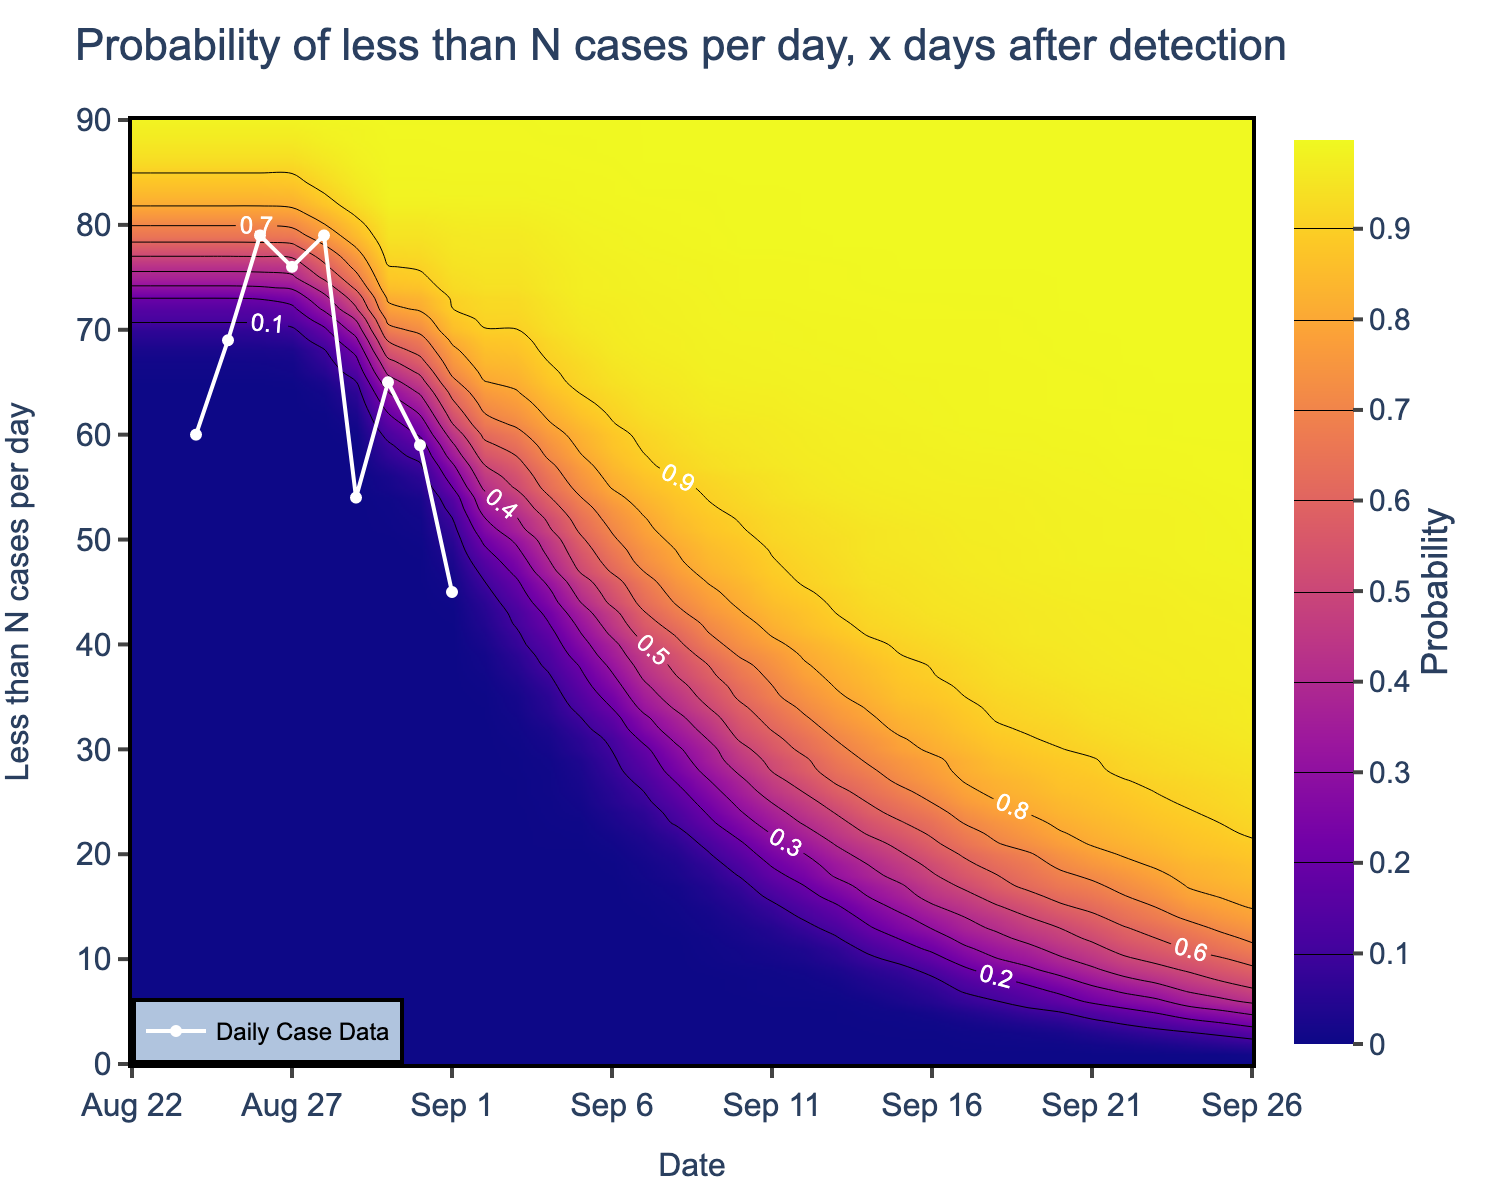 Probability of less than N cases per day, x days after detection
90
80
70
60
50
40
30
20
10
0
Less than N cases per day
0.7
0.1
0.9
0.4
0.5
0.8
0.3
0.6
0.2
Daily Case Data
Aug 22
Aug 27
Sep 1
Sep 6
Sep 11
Sep 16
Sep 21
Sep 26
Date
0.9
0.8
0.7
0.6
0.5
0.4
0.3
0.2
0.1
0
Probability